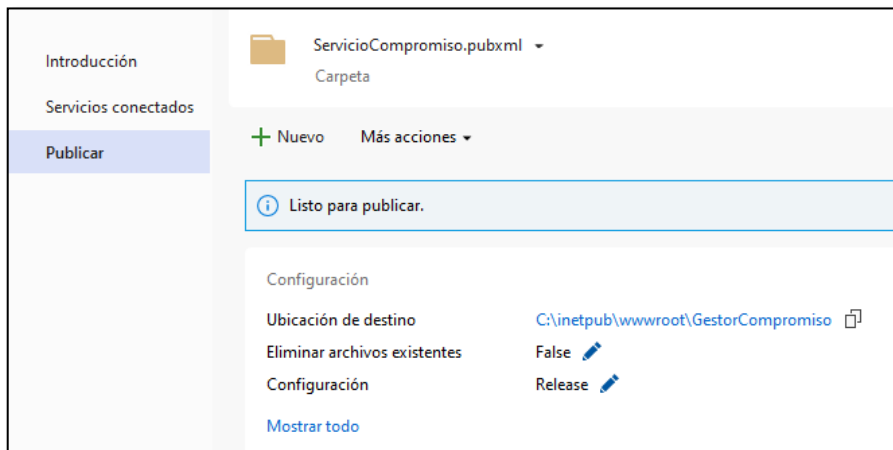 Introducción
Servicios conectados
Publicar
ServicioCompromiso.pubxml
Carpeta
Nuevo Más acciones
Listo para publicar.
Configuración
Ubicación de destino C:\inetpub\wwwroot\GestorCompromiso
Eliminar archivos existentes False
Configuración Release
Mostrar todo